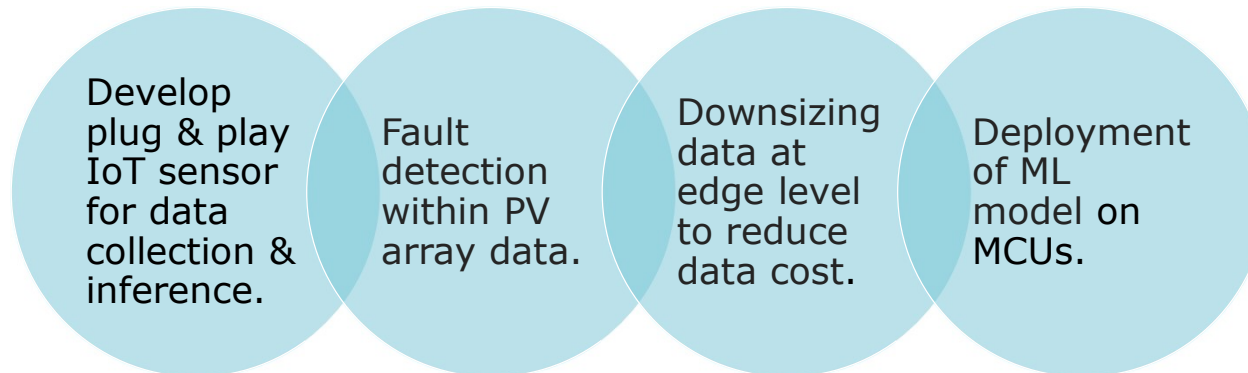 Develop
plug & play
IoT sensor
for data
collection &
inference.
Fault
detection
within PV
array data.
Downsizing
data at
edge level
to reduce
data cost.
Deployment
of ML
model on
MCUs.